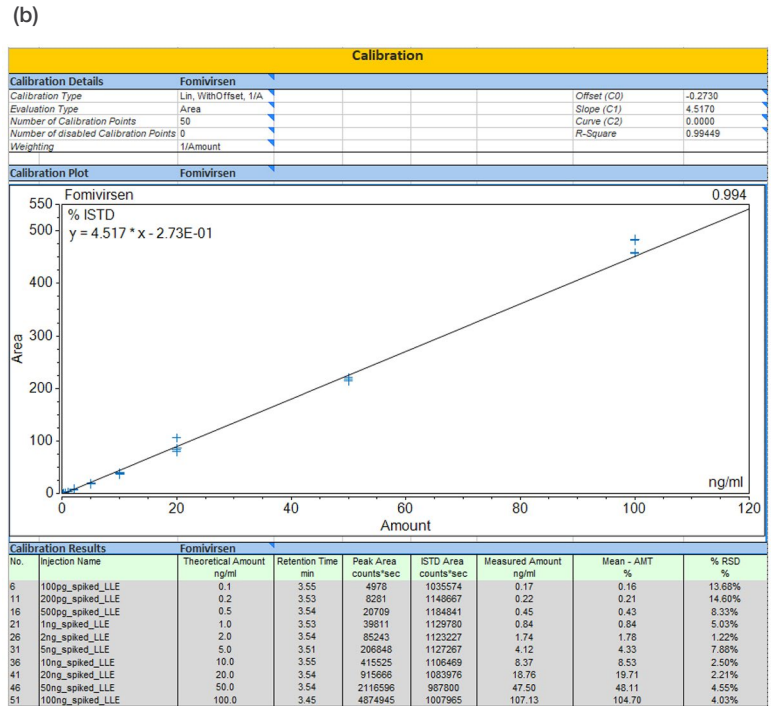 (b)
Calibration
Calibration Details Fomivirsen
Calibration Type Lin, WithOffset, 1/A Offset (C0) -0.2730
Evaluation Type Area Slope (C1) 4.5170
Number of Calibration Points 50 Curve (C2) 0.0000
Number of disabled Calibration Points 0 R-Square 0.99449
Weighting 1/Amount
Calibration Plot Fomivirsen
Fomivirsen 0.994
% ISTD
y = 4.517 * x - 2.73E-01
550
500
400
300
200
100
0
Area
ng/ml
0 20 40 60 80 100 120
Amount
Calibration Results Fomivirsen
No. Injection Name Theoretical Amount Retention Time Peak Area ISTD Area Measured Amount Mean - AMT % RSD
ng/ml min counts*sec counts*sec ng/ml % %
6 100pg_spiked_LLE 0.1 3.55 4978 1035574 0.17 0.16 13.68%
11 200pg_spiked_LLE 0.2 3.53 8281 1148667 0.22 0.21 14.60%
16 500pg_spiked_LLE 0.5 3.54 20709 1184841 0.45 0.43 8.33%
21 1ng_spiked_LLE 1.0 3.53 39811 1129780 0.84 0.84 5.03%
26 2ng_spiked_LLE 2.0 3.54 85243 1123227 1.74 1.78 1.22%
31 5ng_spiked_LLE 5.0 3.51 206848 1127267 4.12 4.33 7.88%
36 10ng_spiked_LLE 10.0 3.55 415525 1106469 8.37 8.53 2.50%
41 20ng_spiked_LLE 20.0 3.54 915666 1083976 18.76 19.71 2.21%
46 50ng_spiked_LLE 50.0 3.54 2116596 987800 47.50 48.11 4.55%
51 100ng_spiked_LLE 100.0 3.45 4874945 1007965 107.13 104.70 4.03%